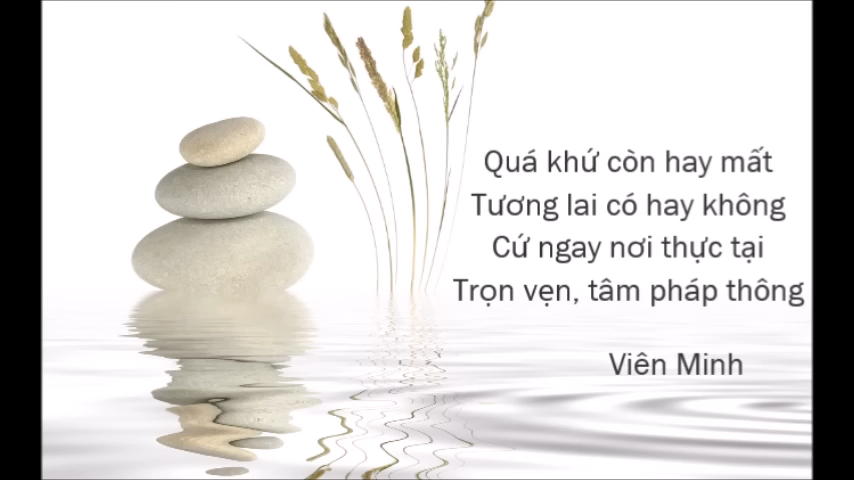 Quá khứ còn hay mất
Tương lai có hay không
Cứ ngay nơi thực tại
Trọn vẹn, tâm pháp thông
Viên Minh